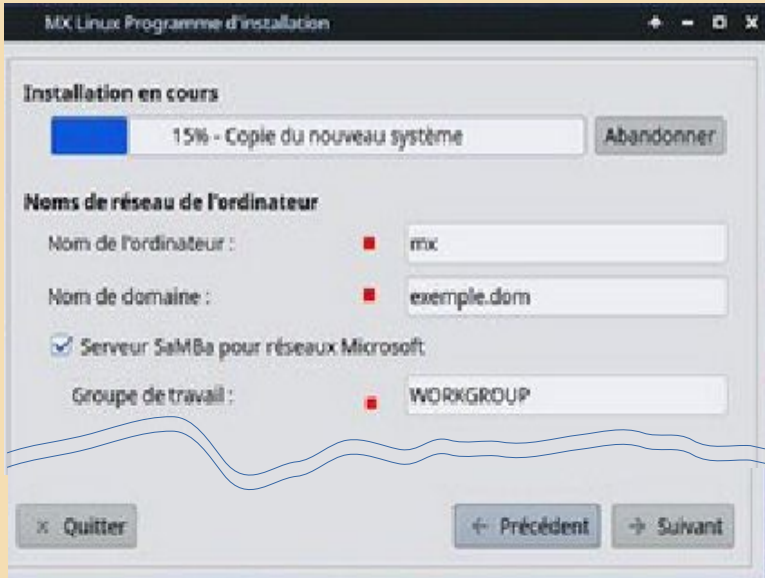 MX Linux Programme d'installation
Installation en cours
15% - Copie du nouveau système
Abandonner
Noms de réseau de l'ordinateur
Nom de l'ordinateur :
mx
Nom de domaine :
exemple.dom
Serveur SaMBa pour réseaux Microsoft
Groupe de travail :
WORKGROUP
Quitter
← Précédent
→ Suivant